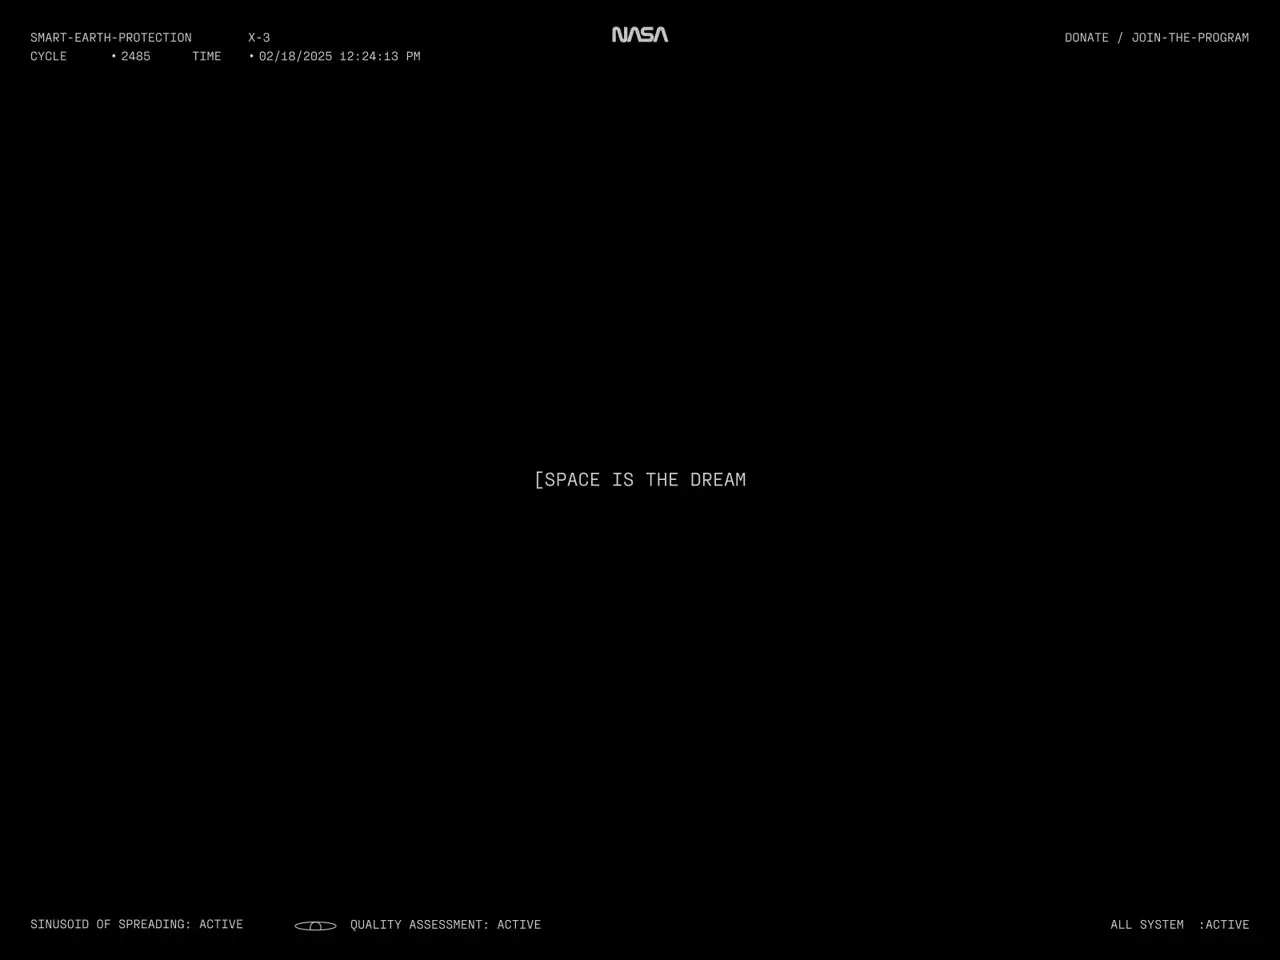 SMART-EARTH-PROTECTION X-3
CYCLE • 2485 TIME • 02/18/2025 12:24:13 PM
NASA
DONATE / JOIN-THE-PROGRAM
[SPACE IS THE DREAM
SINUSOID OF SPREADING: ACTIVE
QUALITY ASSESSMENT: ACTIVE
ALL SYSTEM :ACTIVE